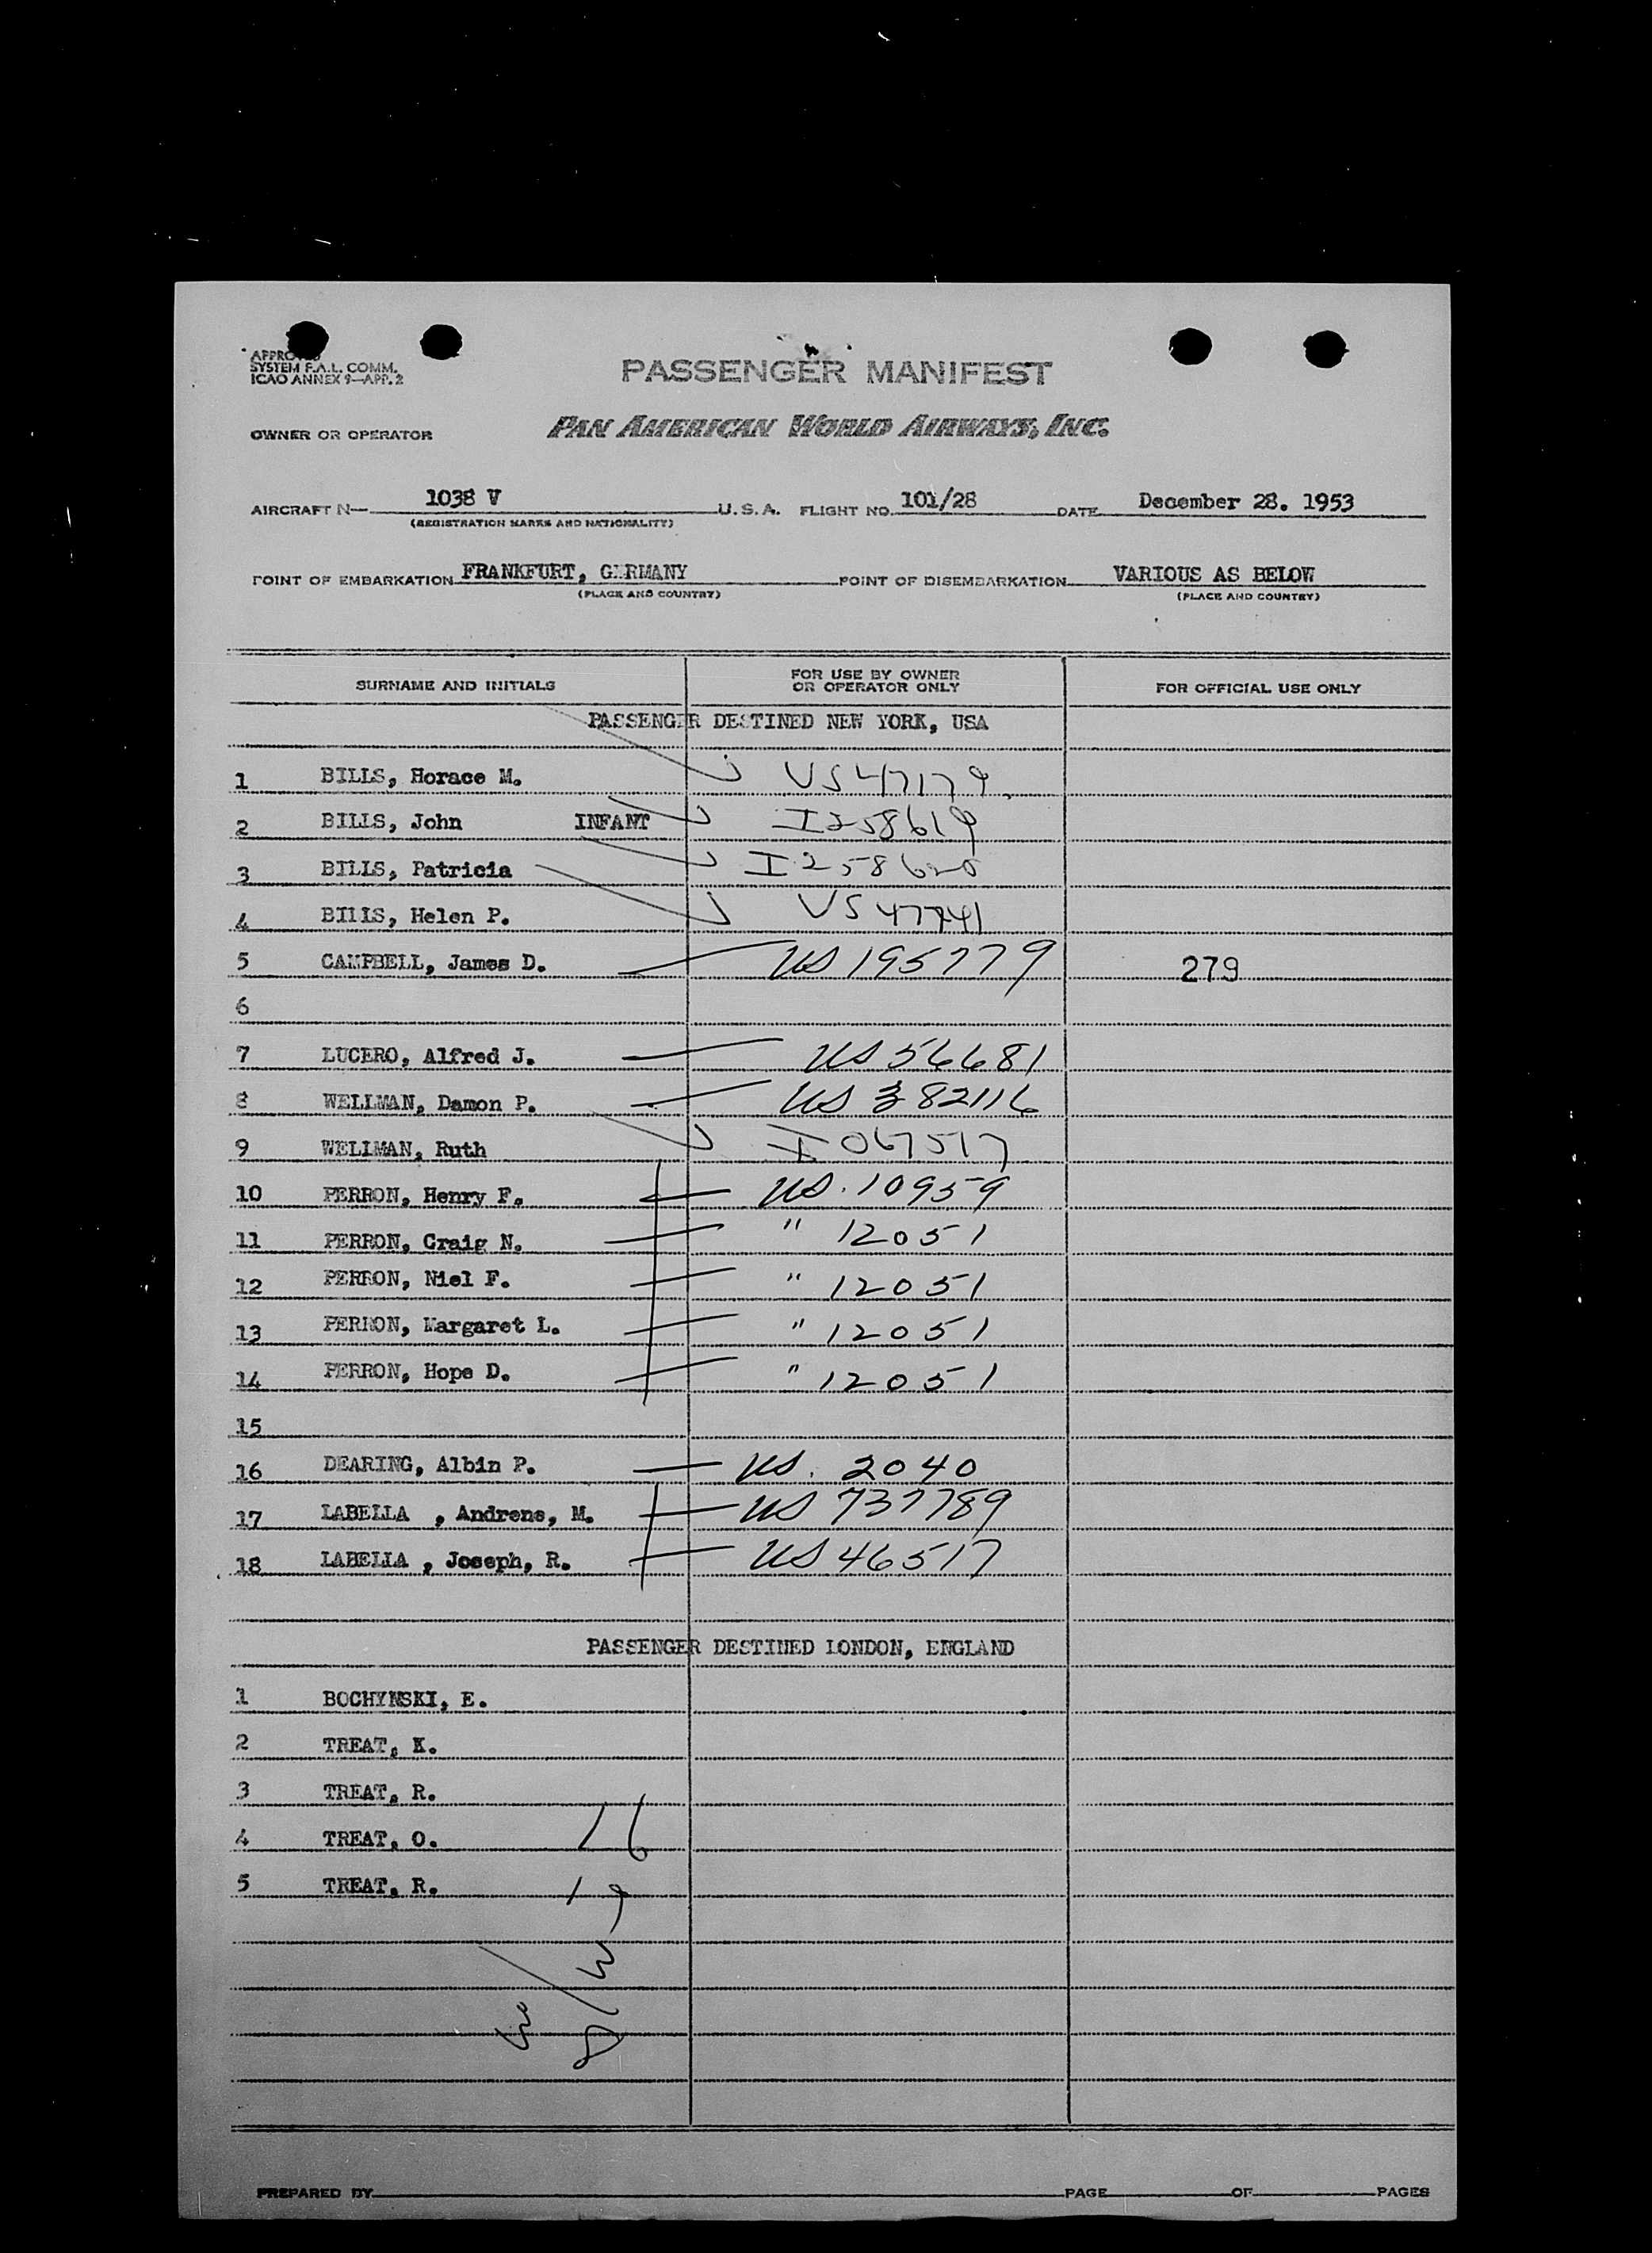 APPROVED
SYSTEM F.A.L. COMM.
ICAO ANNEX 9—APP. 2
PASSENGER MANIFEST
OWNER OR OPERATOR PAN AMERICAN WORLD AIRWAYS, INC.
AIRCRAFT N— 1038 V U.S.A. FLIGHT NO. 101/28 DATE December 28. 1953
(REGISTRATION MARKS AND NATIONALITY)
POINT OF EMBARKATION FRANKFURT, GERMANY POINT OF DISEMBARKATION VARIOUS AS BELOW
(PLACE AND COUNTRY) (PLACE AND COUNTRY)
SURNAME AND INITIALS FOR USE BY OWNER OR OPERATOR ONLY FOR OFFICIAL USE ONLY
PASSENGER DESTINED NEW YORK, USA
1 BILLS, Horace M. US 47179
2 BILLS, John INFANT I258619
3 BILLS, Patricia I258620
4 BILLS, Helen P. US 47741
5 CAMPBELL, James D. US 195779 279
6
7 LUCERO, Alfred J. US 56681
8 WELLMAN, Damon P. US 382116
9 WELLMAN, Ruth I 067517
10 PERRON, Henry F. US. 10959
11 PERRON, Craig N. " 12051
12 PERRON, Niel F. " 12051
13 PERRON, Margaret L. " 12051
14 PERRON, Hope D. " 12051
15
16 DEARING, Albin P. US. 2040
17 LABELLA , Andrene, M. US 737789
18 LABELLA , Joseph, R. US 46517
PASSENGER DESTINED LONDON, ENGLAND
1 BOCHYNSKI, E.
2 TREAT, K.
3 TREAT, R.
4 TREAT, O. 16
5 TREAT, R.
PREPARED BY PAGE OF PAGES